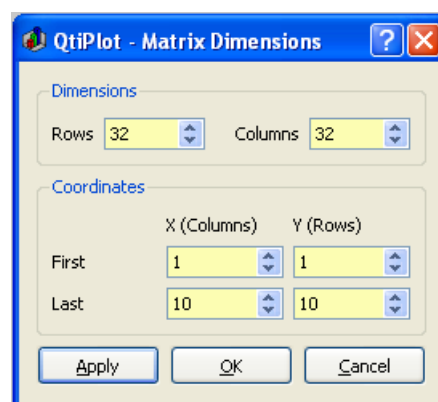 QtiPlot - Matrix Dimensions
Dimensions
Rows 32 Columns 32
Coordinates
X (Columns) Y (Rows)
First 1 1
Last 10 10
Apply OK Cancel